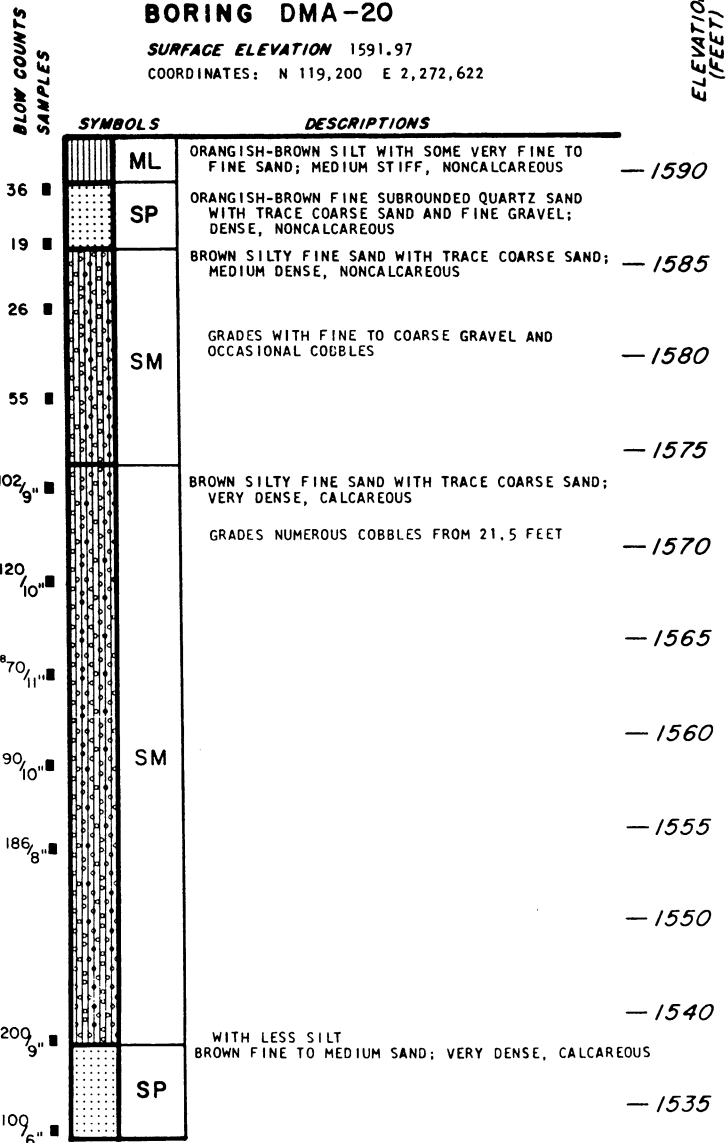 BORING DMA-20
SURFACE ELEVATION 1591.97
COORDINATES: N 119,200 E 2,272,622
BLOW COUNTS
SAMPLES
ELEVATION
(FEET)
SYMBOLS DESCRIPTIONS
ML ORANGISH-BROWN SILT WITH SOME VERY FINE TO
FINE SAND; MEDIUM STIFF, NONCALCAREOUS
1590
36
SP ORANGISH-BROWN FINE SUBROUNDED QUARTZ SAND
WITH TRACE COARSE SAND AND FINE GRAVEL;
DENSE, NONCALCAREOUS
19
BROWN SILTY FINE SAND WITH TRACE COARSE SAND;
MEDIUM DENSE, NONCALCAREOUS
1585
26
GRADES WITH FINE TO COARSE GRAVEL AND
OCCASIONAL COBBLES
1580
SM
55
1575
102/9"
BROWN SILTY FINE SAND WITH TRACE COARSE SAND;
VERY DENSE, CALCAREOUS
GRADES NUMEROUS COBBLES FROM 21.5 FEET
1570
120/10"
1565
70/11"
1560
SM
90/10"
1555
186/8"
1550
1540
200/9"
WITH LESS SILT
BROWN FINE TO MEDIUM SAND; VERY DENSE, CALCAREOUS
SP
1535
100/6"